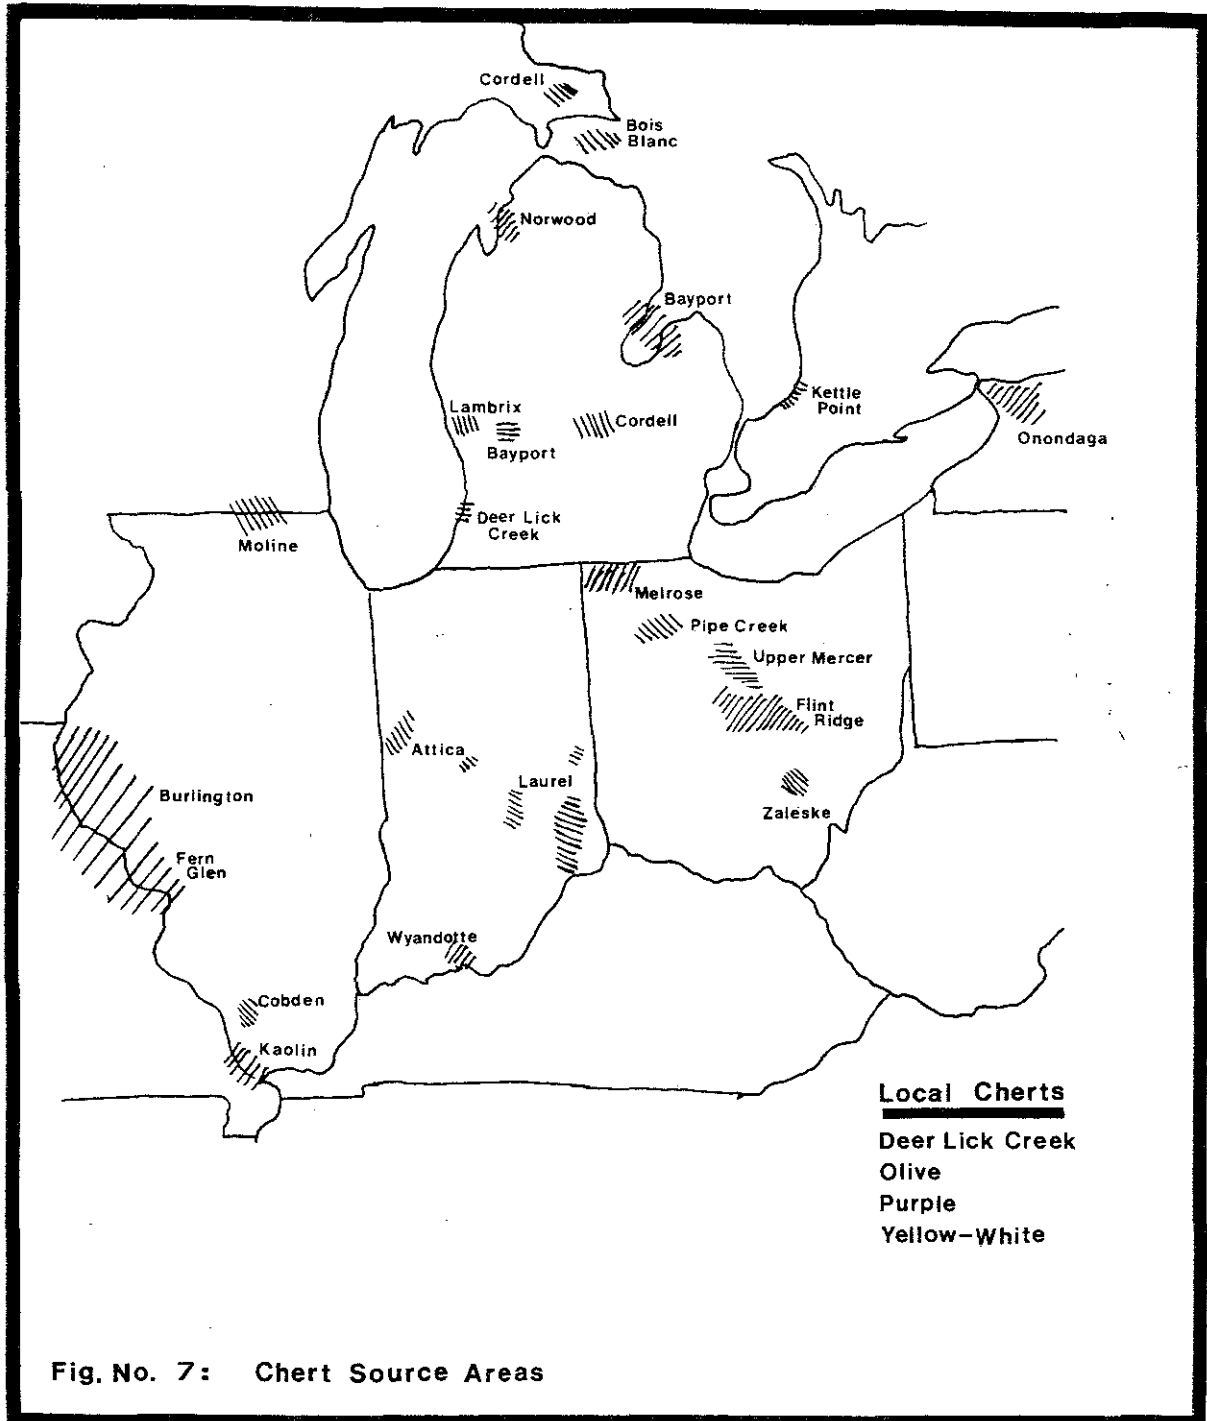 Cordell
Bois
Blanc
Norwood
Bayport
Kettle
Point
Lambrix
Bayport
Cordell
Onondaga
Deer Lick
Creek
Moline
Melrose
Pipe Creek
Upper Mercer
Flint
Ridge
Attica
Laurel
Burlington
Zaleske
Fern
Glen
Wyandotte
Cobden
Kaolin
Local Cherts
Deer Lick Creek
Olive
Purple
Yellow-White
Fig. No. 7: Chert Source Areas